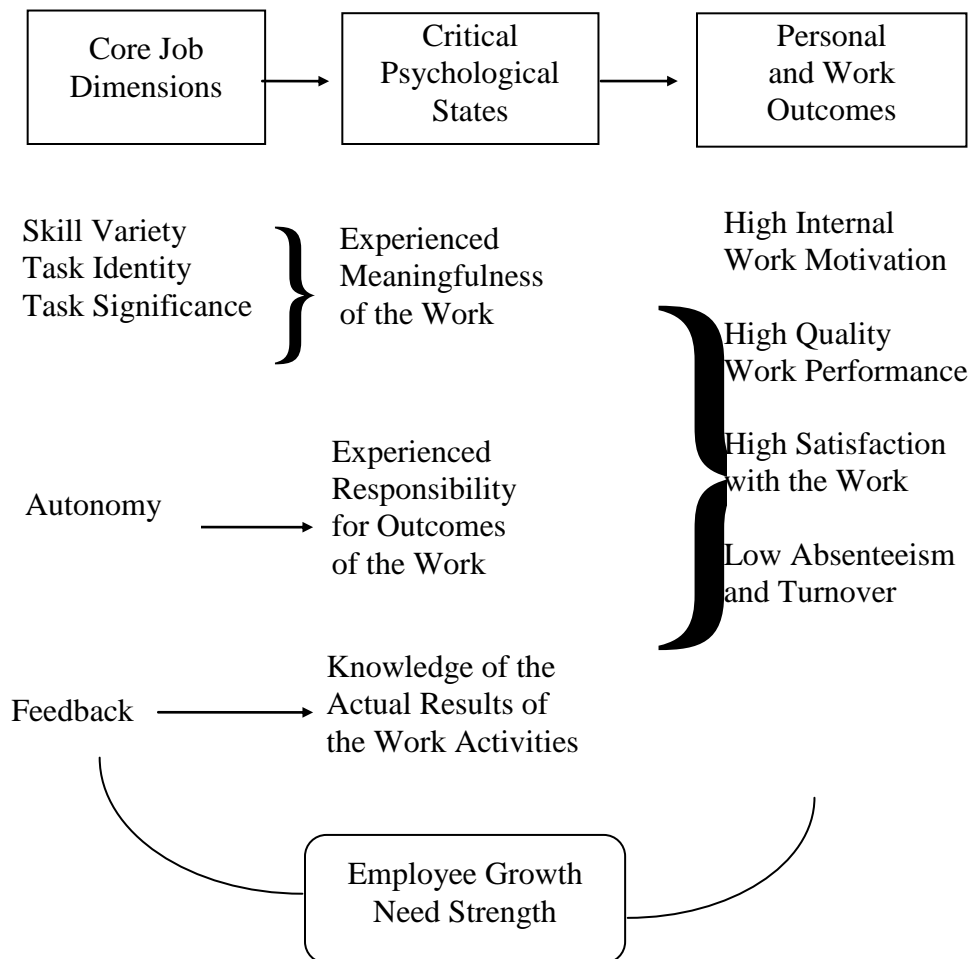 Core Job
Dimensions
Critical
Psychological
States
Personal
and Work
Outcomes
Skill Variety
Task Identity
Task Significance
Experienced
Meaningfulness
of the Work
High Internal
Work Motivation
High Quality
Work Performance
High Satisfaction
with the Work
Low Absenteeism
and Turnover
Autonomy
Experienced
Responsibility
for Outcomes
of the Work
Feedback
Knowledge of the
Actual Results of
the Work Activities
Employee Growth
Need Strength